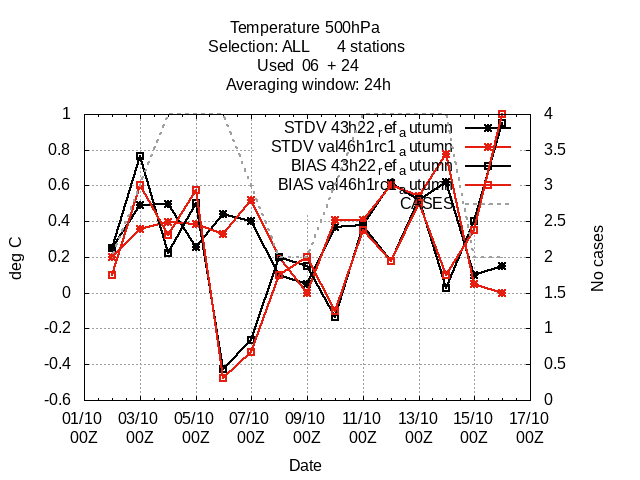 Temperature 500hPa
Selection: ALL 4 stations
Used 06 + 24
Averaging window: 24h
1
0.8
0.6
0.4
0.2
0
-0.2
-0.4
-0.6
4
3.5
3
2.5
2
1.5
1
0.5
0
STDV 43h22refautumn
STDV val46h1rc1autumn
BIAS 43h22refautumn
BIAS val46h1rc1autumn
CASES
deg C
No cases
01/10 03/10 05/10 07/10 09/10 11/10 13/10 15/10 17/10
00Z 00Z 00Z 00Z 00Z 00Z 00Z 00Z 00Z
Date